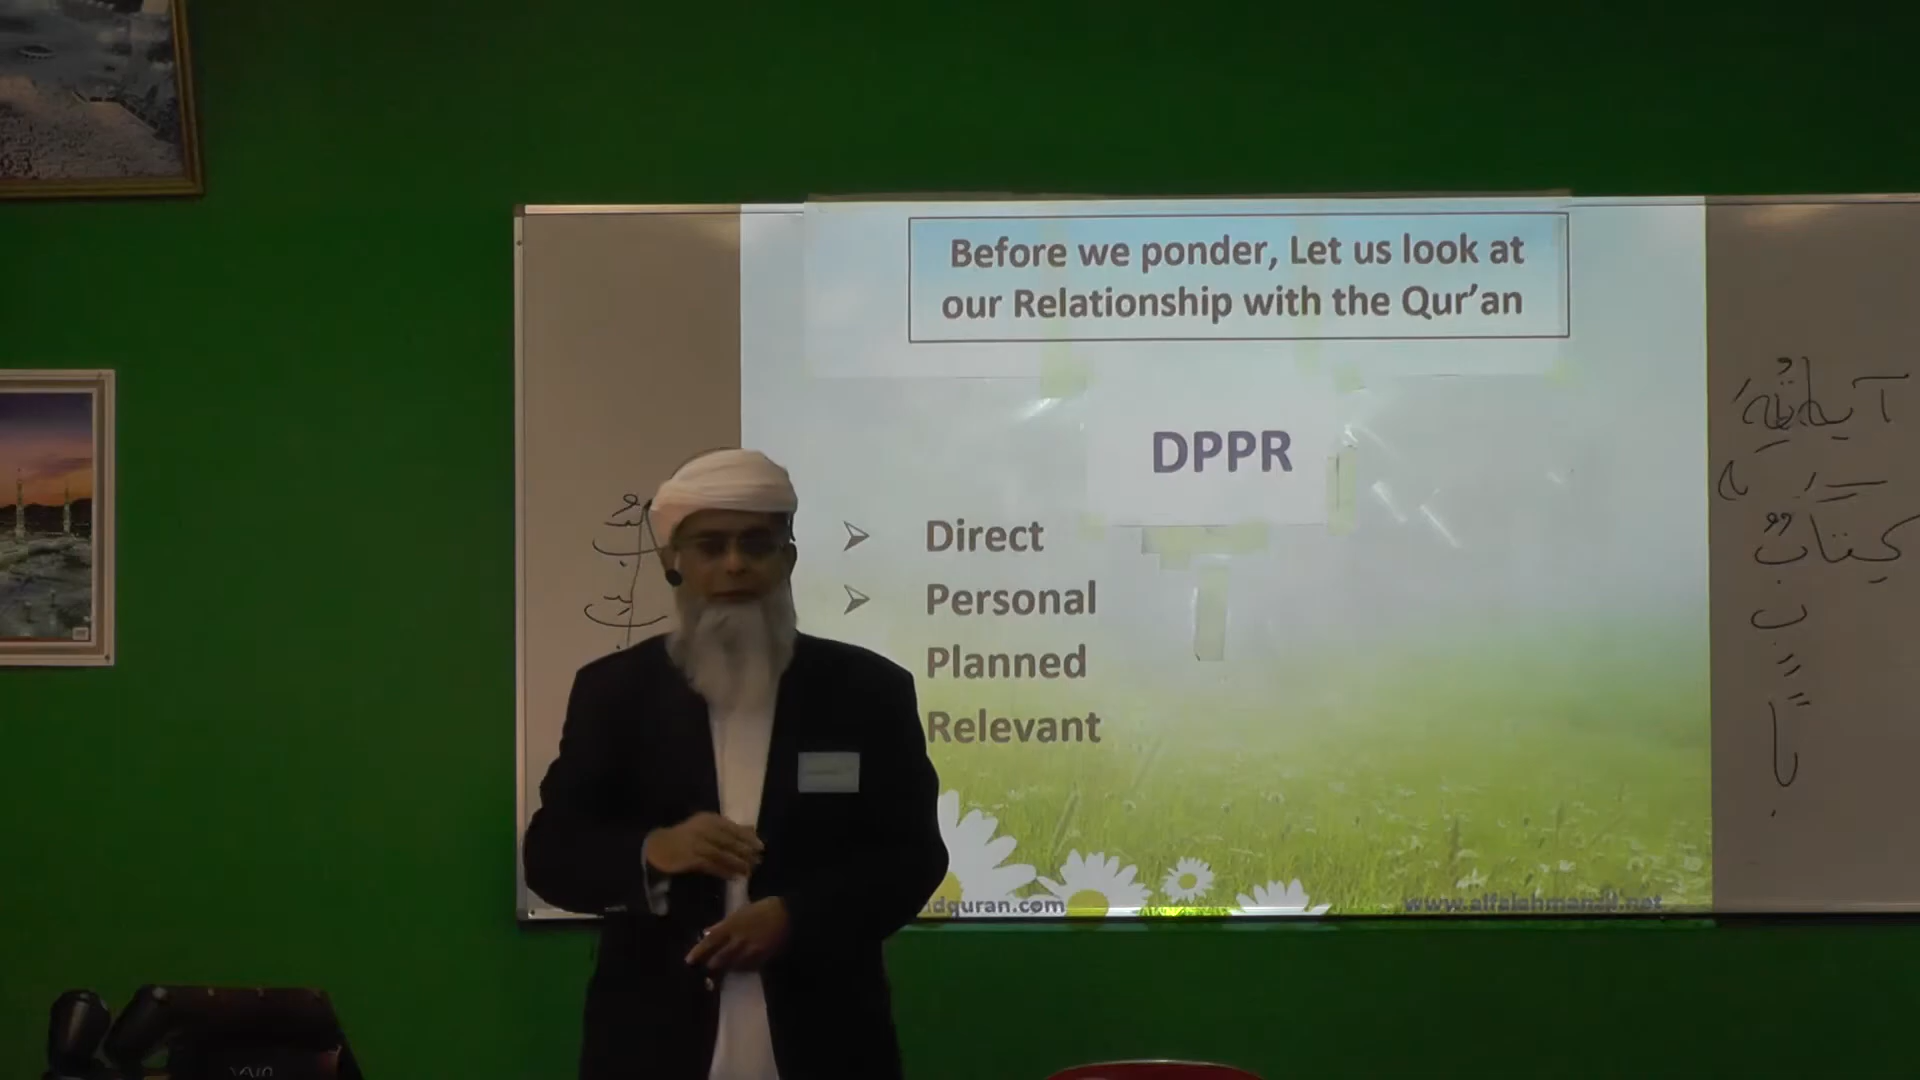 Before we ponder, Let us look at
our Relationship with the Qur'an
DPPR
Direct
Personal
Planned
Relevant
dquran.com
كِتَابٌ
ب